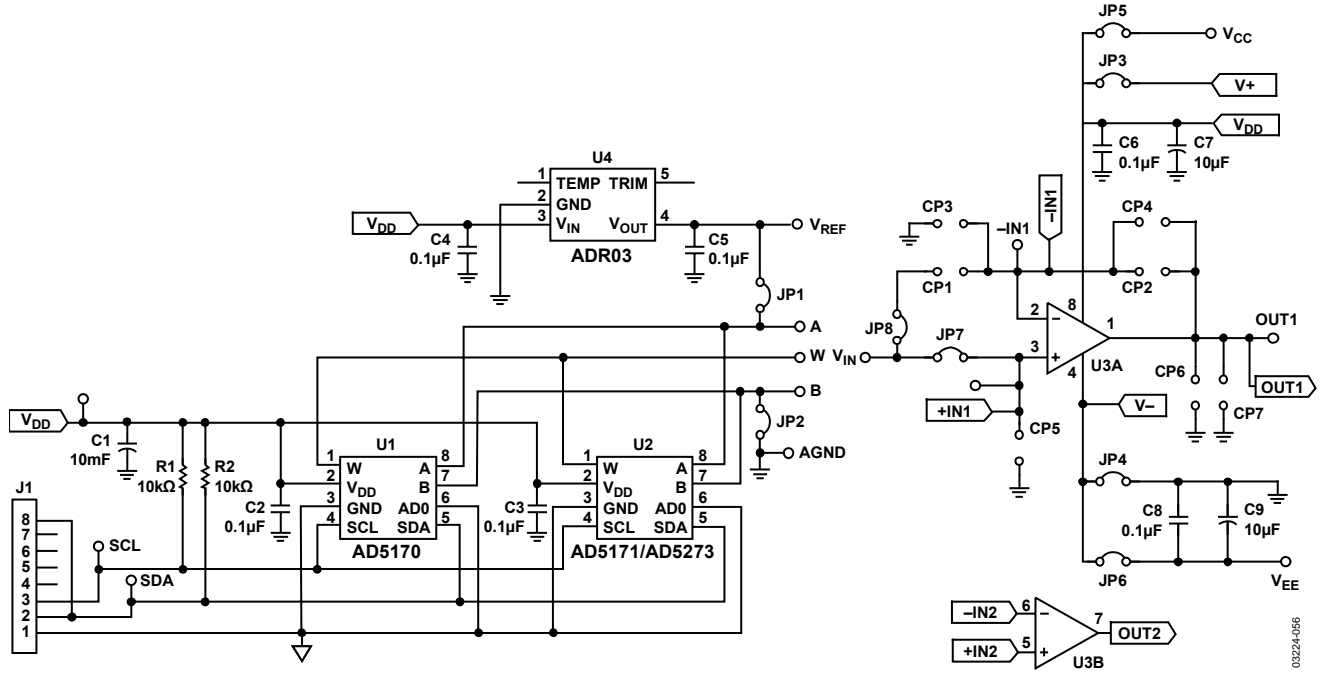 JP5
VCC
JP3
V+
VDD
C6
0.1µF
C7
10µF
U4
1 TEMP TRIM 5
2 GND
3 VIN VOUT 4
ADR03
VDD
C4
0.1µF
C5
0.1µF
VREF
JP1
A
W VIN
B
JP2
AGND
CP3
–IN1
–IN1
CP4
CP1
CP2
JP8
JP7
2 –
3 +
8
1
4
U3A
OUT1
OUT1
CP6
CP7
+IN1
CP5
V–
VDD
C1
10mF
R1
10kΩ
R2
10kΩ
C2
0.1µF
U1
1 W A 8
2 VDD B 7
3 GND AD0 6
4 SCL SDA 5
AD5170
C3
0.1µF
U2
1 W A 8
2 VDD B 7
3 GND AD0 6
4 SCL SDA 5
AD5171/AD5273
J1
8
7
6
5
4
3
2
1
SCL
SDA
JP4
C8
0.1µF
C9
10µF
JP6
VEE
–IN2 6 –
+IN2 5 +
7
OUT2
U3B
03224-056